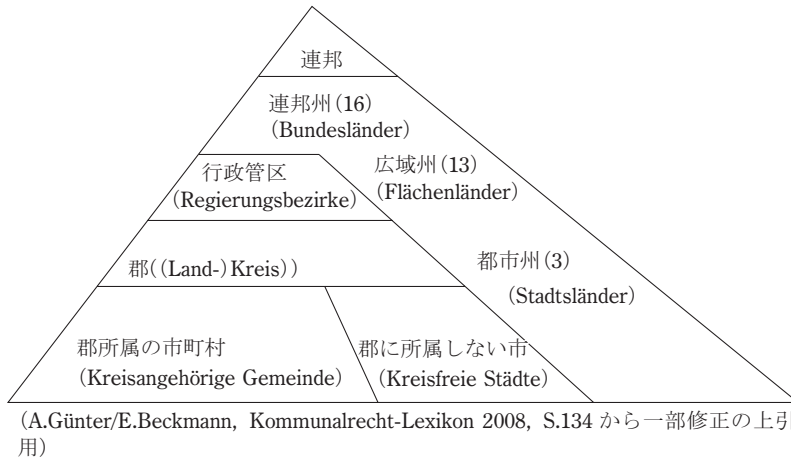 連邦
連邦州(16)
(Bundesländer)
広域州(13)
(Flächenländer)
行政管区
(Regierungsbezirke)
郡((Land-)Kreis))
都市州(3)
(Stadtsländer)
郡所属の市町村
(Kreisangehörige Gemeinde)
郡に所属しない市
(Kreisfreie Städte)
(A.Günter/E.Beckmann, Kommunalrecht-Lexikon 2008, S.134 から一部修正の上引
用)